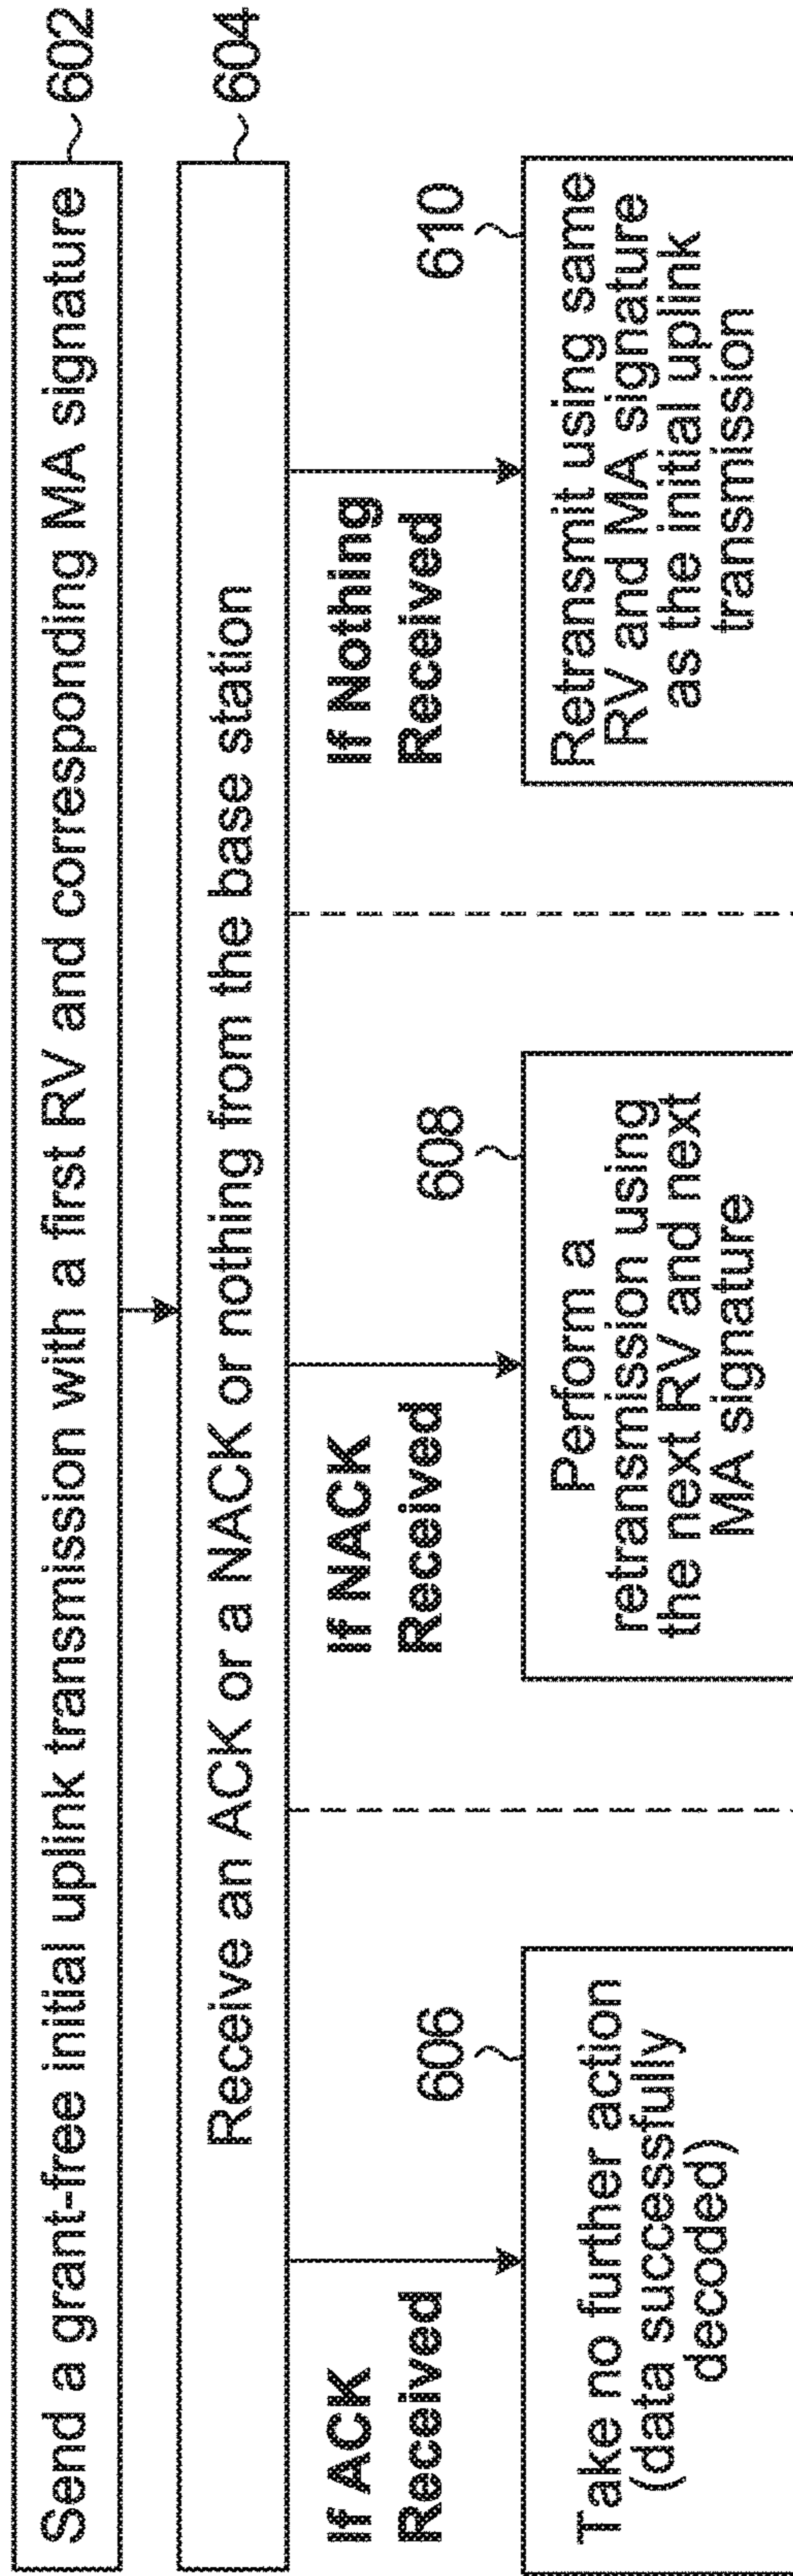 Send a grant-free initial uplink transmission with a first RV and corresponding MA signature
602
Receive an ACK or a NACK or nothing from the base station
604
If ACK
Received
606
Take no further action
(data successfully
decoded)
If NACK
Received
608
Perform a
retransmission using
the next RV and next
MA signature
If Nothing
Received
610
Retransmit using same
RV and MA signature
as the initial uplink
transmission